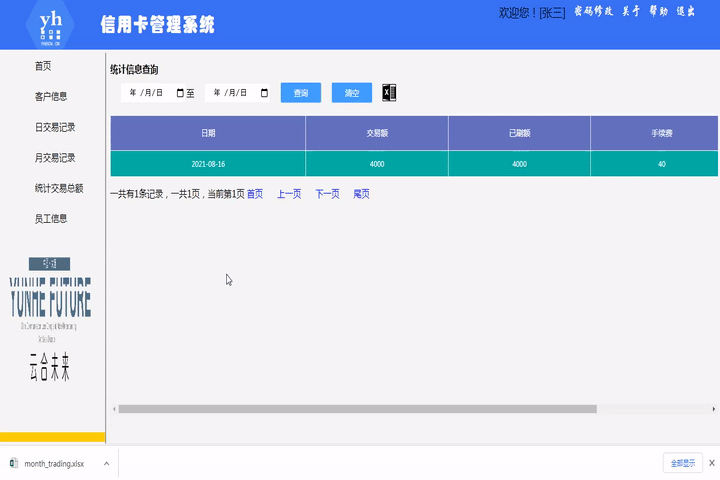 yh
信用卡管理系统
欢迎您！[张三] 密码修改 关于 帮助 退出
首页
客户信息
日交易记录
月交易记录
统计交易总额
员工信息
YUNHE FUTURE
云合未来
统计信息查询
年 /月/日 至 年 /月/日 查询 清空
日期 交易额 已刷额 手续费
2021-08-16 4000 4000 40
一共有1条记录，一共1页，当前第1页 首页 上一页 下一页 尾页
month_trading.xlsx
全部显示